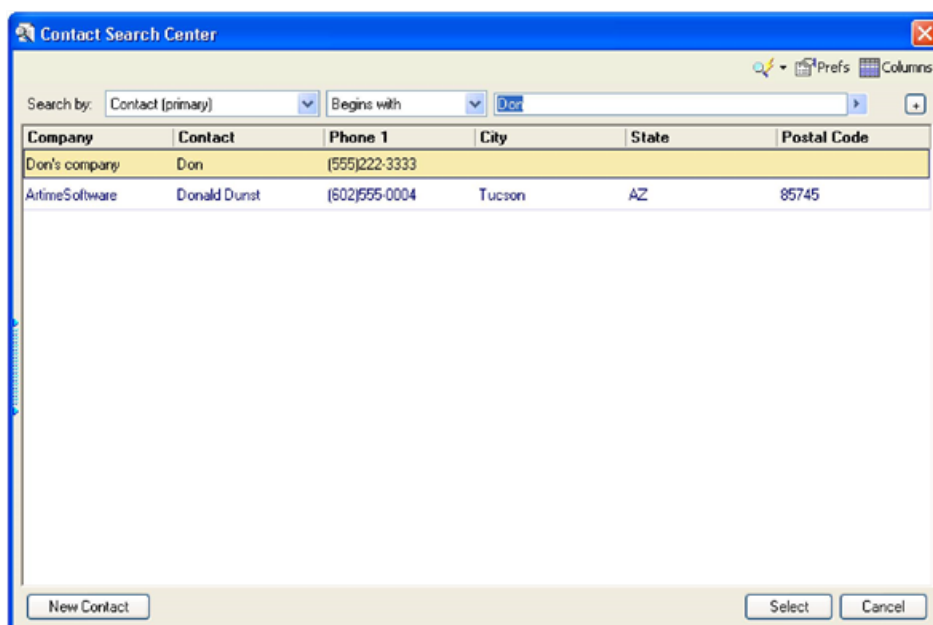 Contact Search Center
Prefs Columns
Search by: Contact (primary) Begins with Don +
Company Contact Phone 1 City State Postal Code
Don's company Don (555)222-3333
ArtimeSoftware Donald Dunst (602)555-0004 Tucson AZ 85745
New Contact Select Cancel